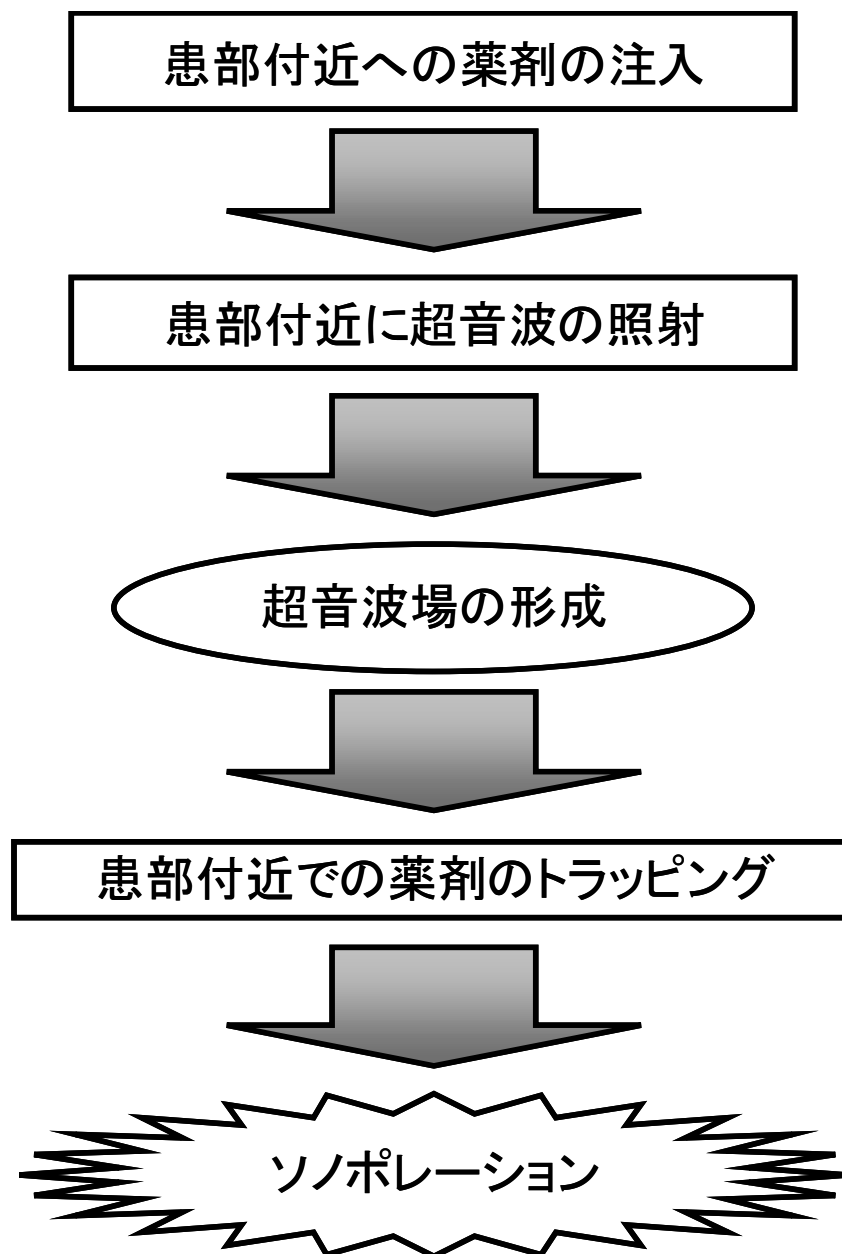 患部付近への薬剤の注入
患部付近に超音波の照射
超音波場の形成
患部付近での薬剤のトラッピング
ソノポレーション